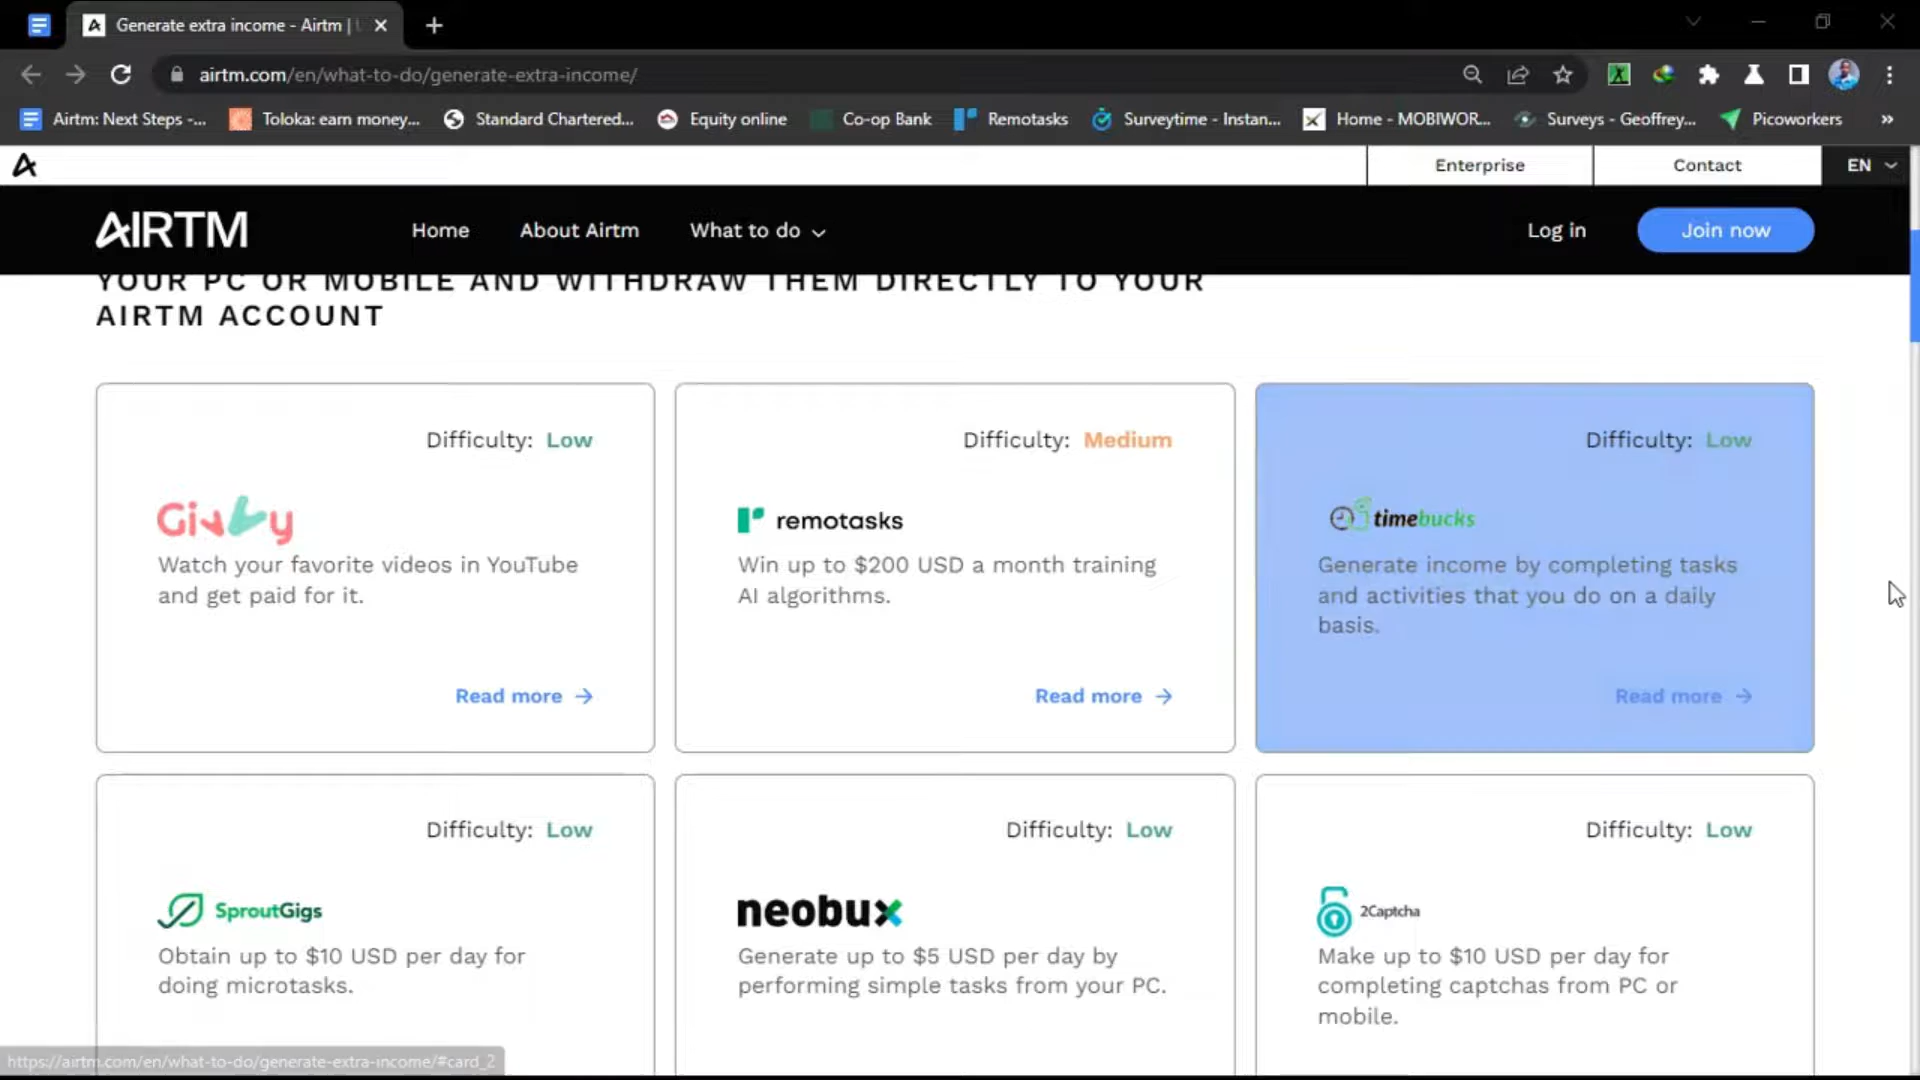 Generate extra income - Airtm |
airtm.com/en/what-to-do/generate-extra-income/
Airtm: Next Steps -...
Toloka: earn money...
Standard Chartered...
Equity online
Co-op Bank
Remotasks
Surveytime - Instan...
Home - MOBIWOR...
Surveys - Geoffrey...
Picoworkers
»
Enterprise
Contact
EN
AIRTM
Home
About Airtm
What to do
Log in
Join now
YOUR PC OR MOBILE AND WITHDRAW THEM DIRECTLY TO YOUR
AIRTM ACCOUNT
Difficulty: Low
Givvy
Watch your favorite videos in YouTube
and get paid for it.
Read more →
Difficulty: Medium
remotasks
Win up to $200 USD a month training
AI algorithms.
Read more →
Difficulty: Low
timebucks
Generate income by completing tasks
and activities that you do on a daily
basis.
Read more →
Difficulty: Low
SproutGigs
Obtain up to $10 USD per day for
doing microtasks.
Difficulty: Low
neobux
Generate up to $5 USD per day by
performing simple tasks from your PC.
Difficulty: Low
2Captcha
Make up to $10 USD per day for
completing captchas from PC or
mobile.
https://airtm.com/en/what-to-do/generate-extra-income/#card_2